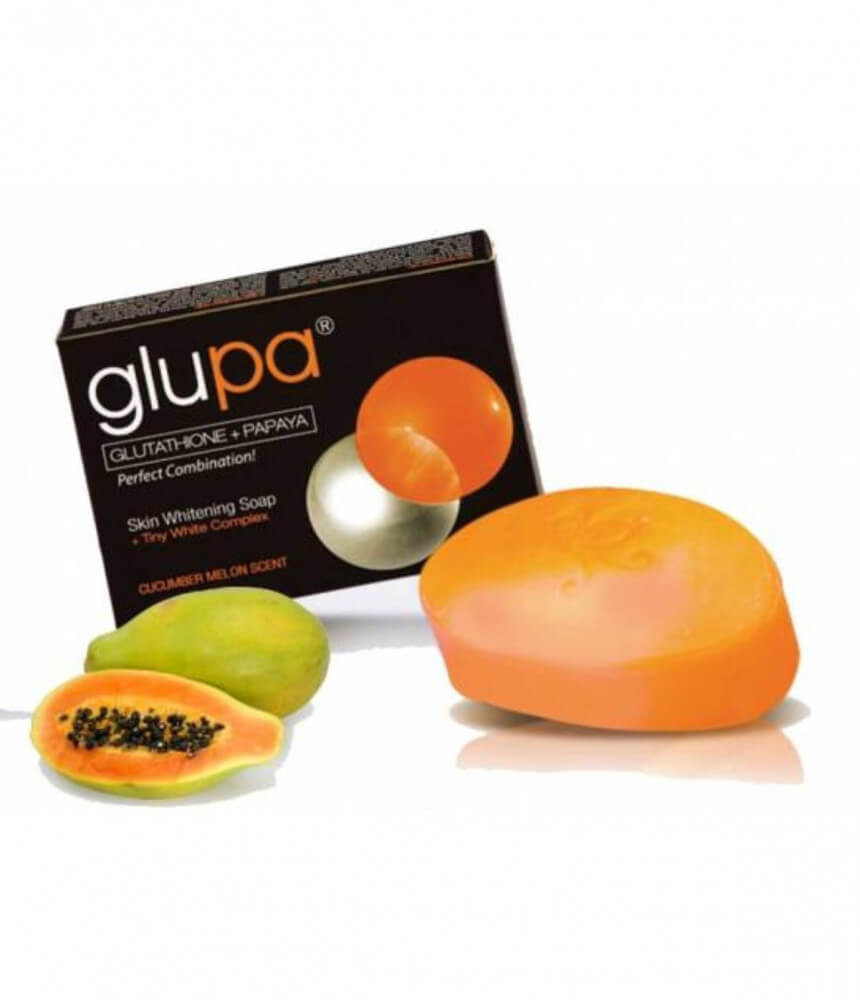 glupa®
GLUTATHIONE + PAPAYA
Perfect Combination!
Skin Whitening Soap
+ Tiny White Complex
CUCUMBER MELON SCENT